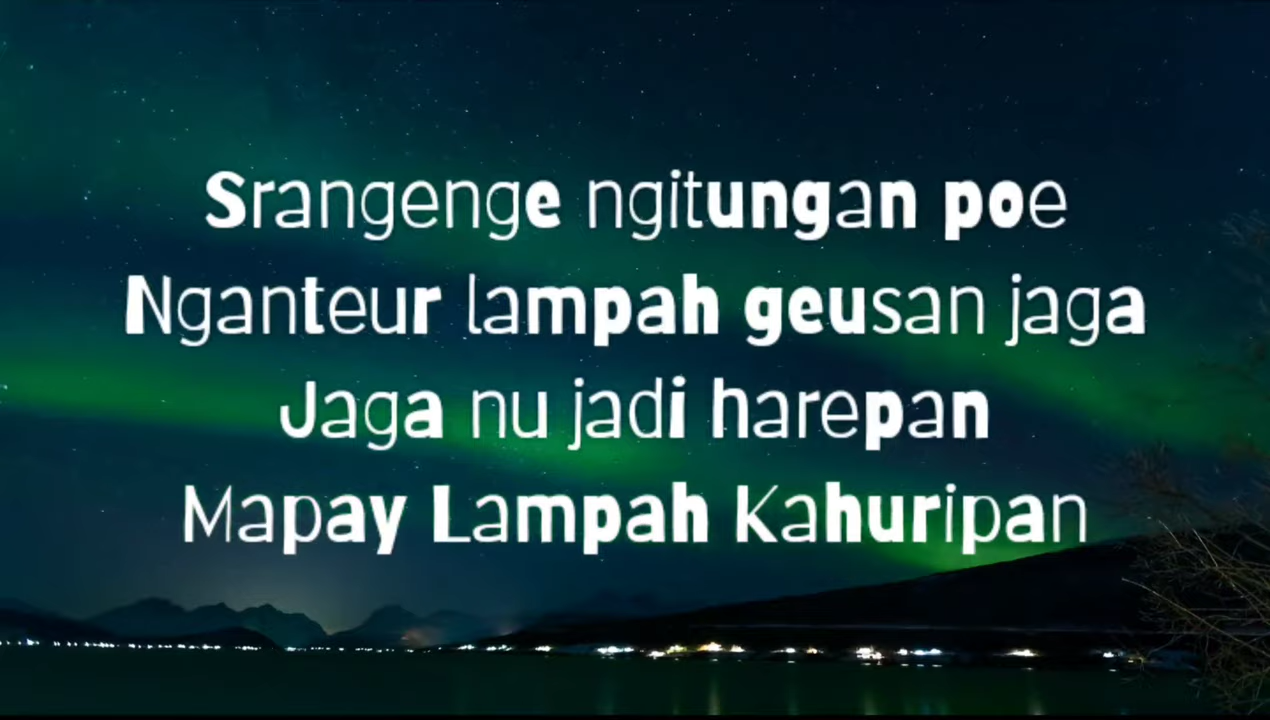 Srangenge ngitungan poe
Nganteur lampah geusan jaga
Jaga nu jadi harepan
Mapay Lampah Kahuripan